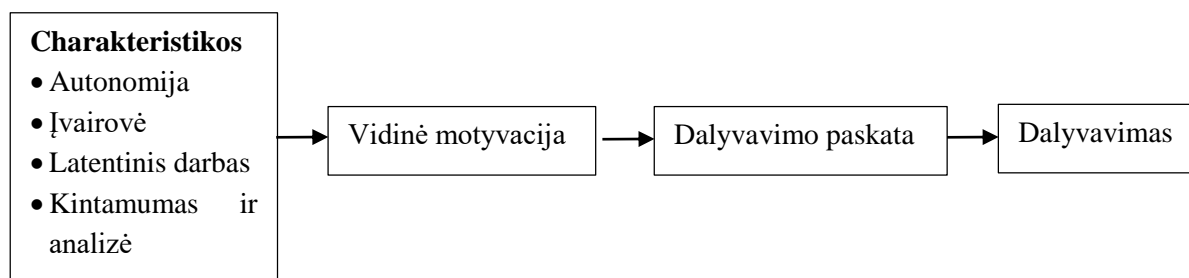 Charakteristikos
• Autonomija
• Įvairovė
• Latentinis darbas
• Kintamumas ir
analizė
Vidinė motyvacija
Dalyvavimo paskata
Dalyvavimas